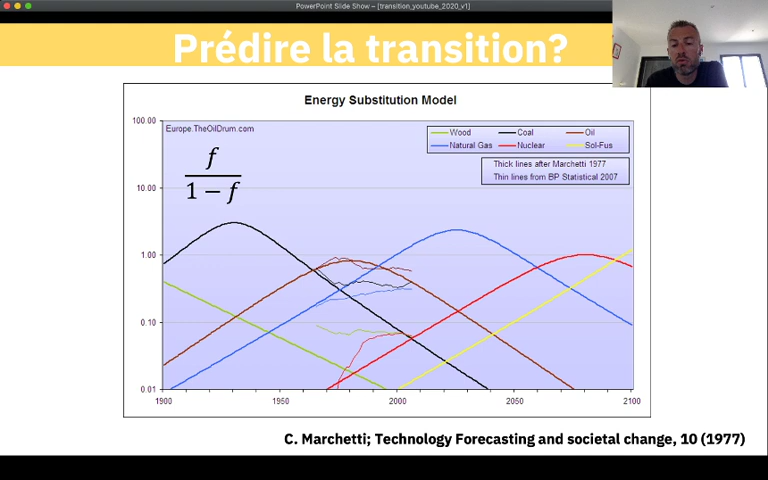 PowerPoint Slide Show – [transition_youtube_2020_v1]
Prédire la transition?
Energy Substitution Model
Europe.TheOilDrum.com
Wood Coal Oil
Natural Gas Nuclear Sol-Fus
Thick lines after Marchetti 1977
Thin lines from BP Statistical 2007
f
1 − f
100.00
10.00
1.00
0.10
0.01
1900 1950 2000 2050 2100
C. Marchetti; Technology Forecasting and societal change, 10 (1977)